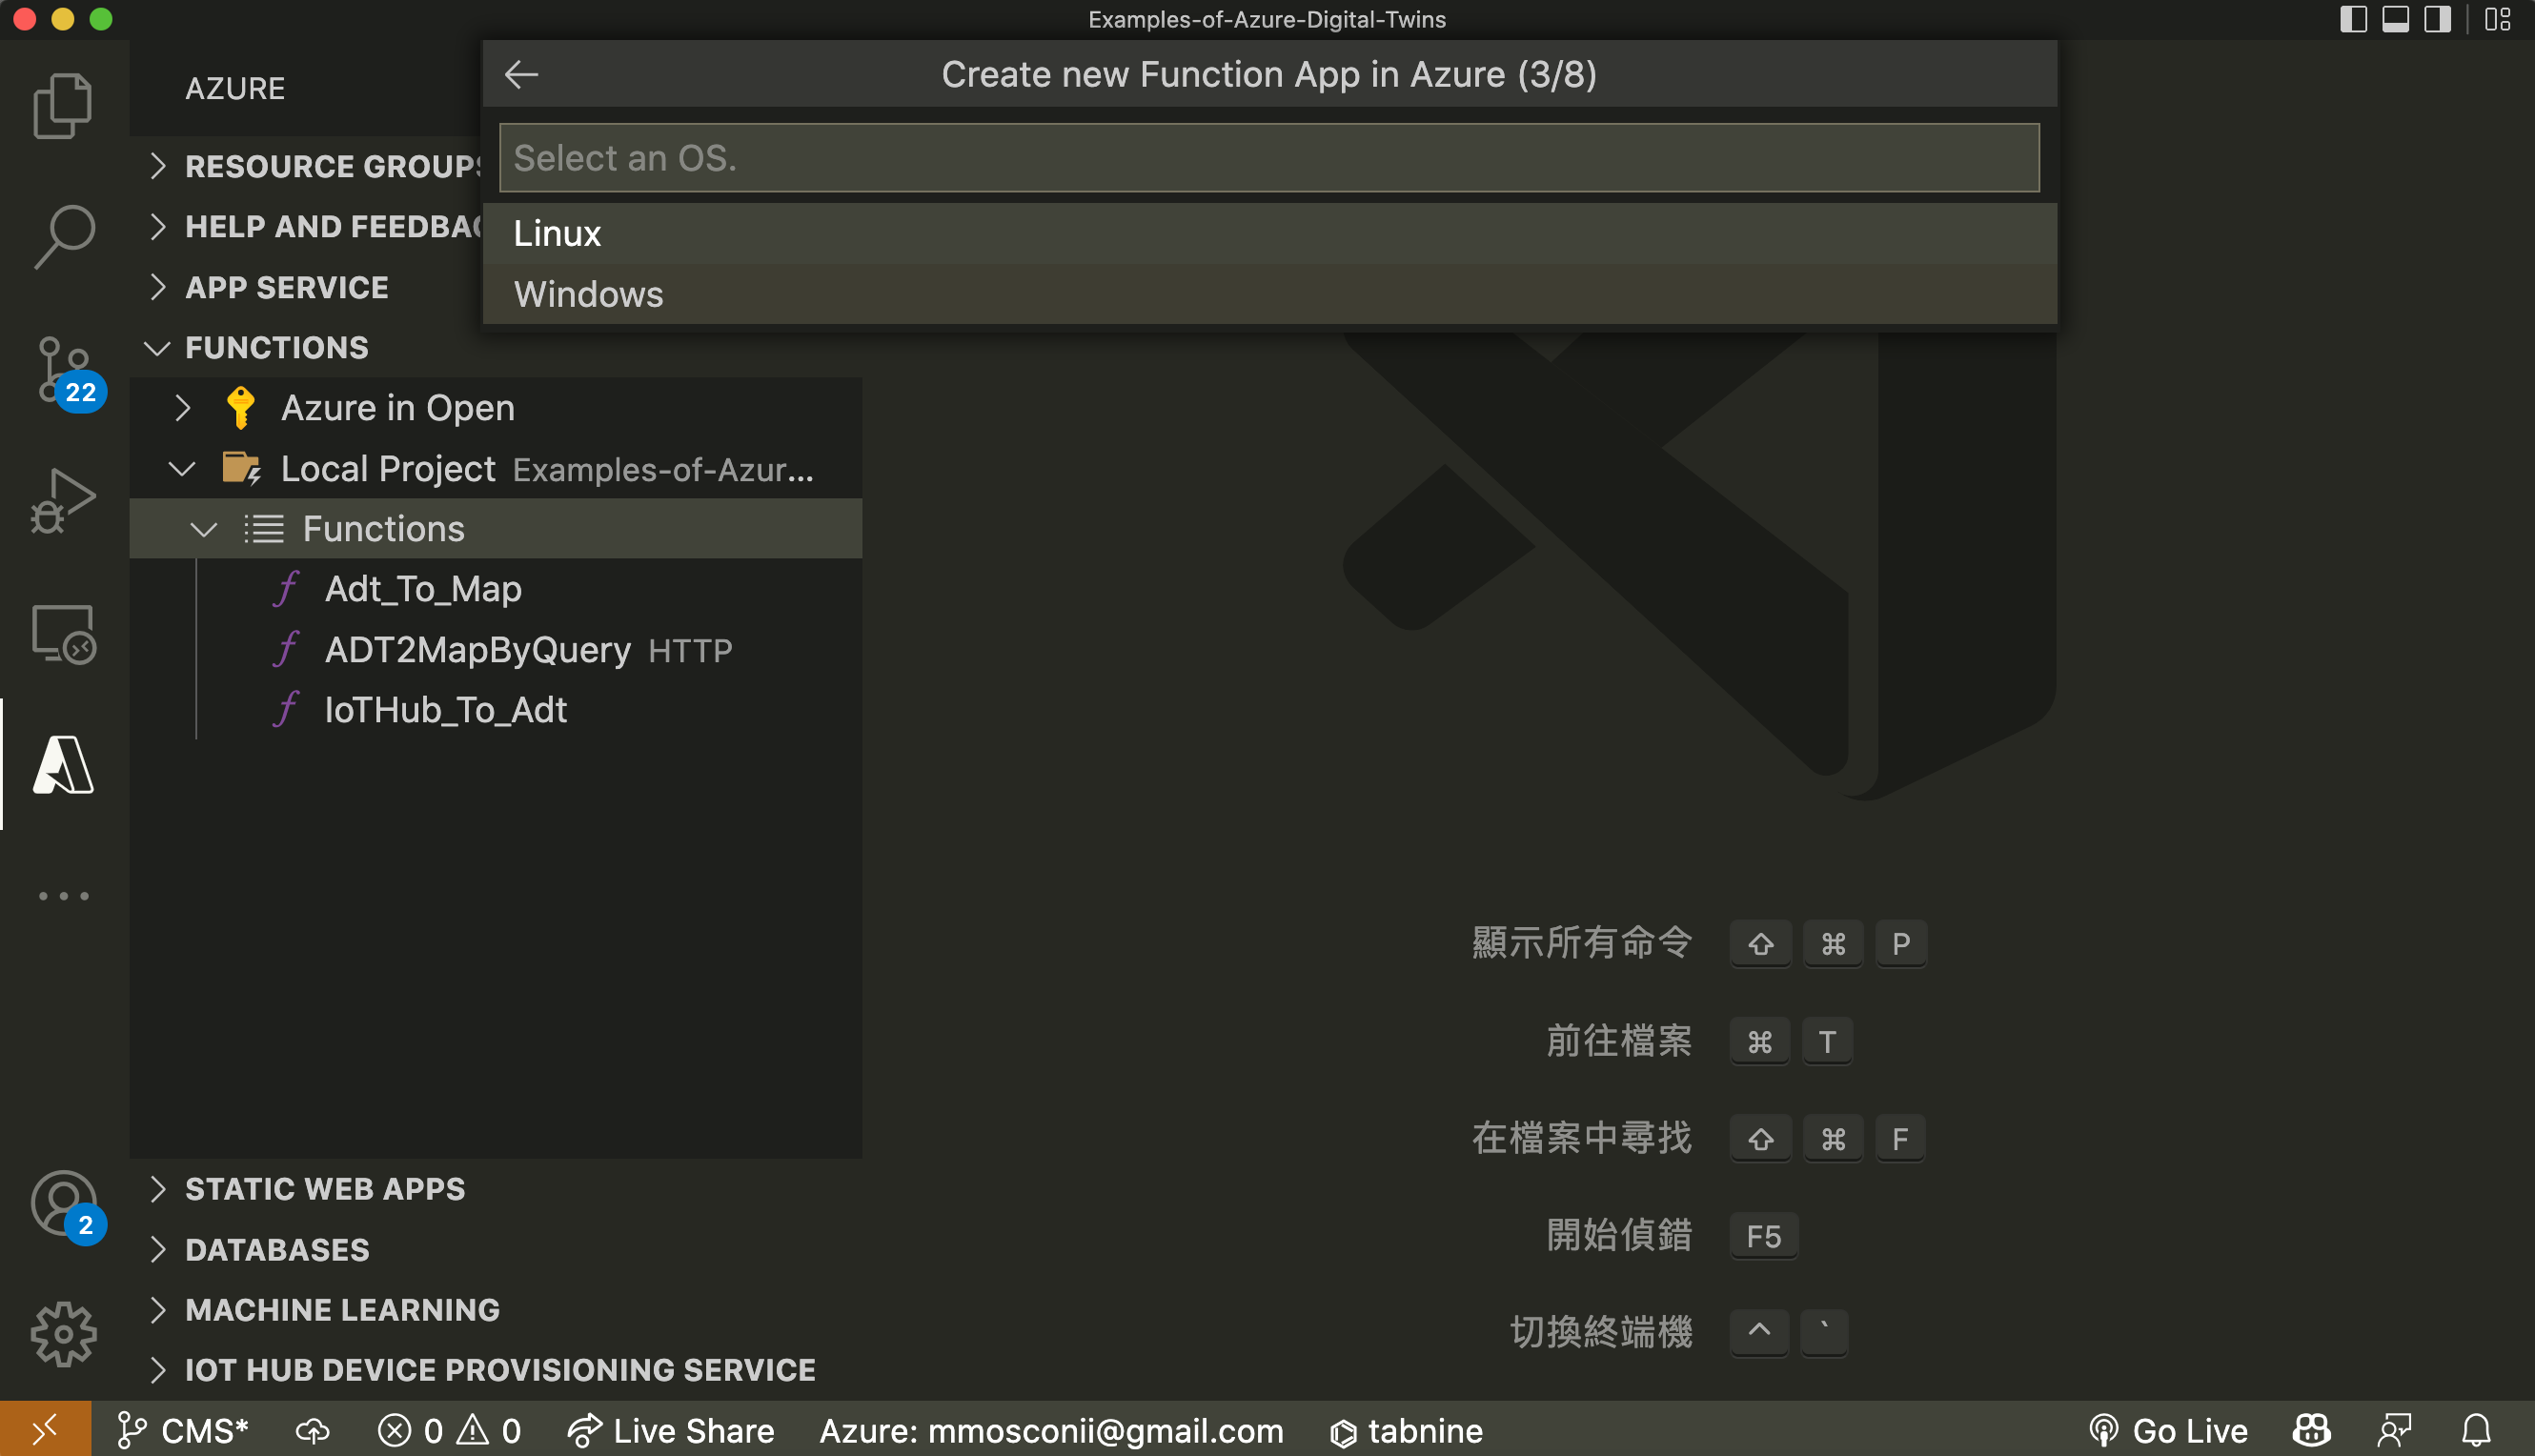 Examples-of-Azure-Digital-Twins
AZURE
Create new Function App in Azure (3/8)
Select an OS.
Linux
Windows
RESOURCE GROUPS
HELP AND FEEDBAC
APP SERVICE
FUNCTIONS
Azure in Open
Local Project Examples-of-Azur...
Functions
Adt_To_Map
ADT2MapByQuery HTTP
IoTHub_To_Adt
STATIC WEB APPS
DATABASES
MACHINE LEARNING
IOT HUB DEVICE PROVISIONING SERVICE
22
2
顯示所有命令 ⇧ ⌘ P
前往檔案 ⌘ T
在檔案中尋找 ⇧ ⌘ F
開始偵錯 F5
切換終端機 ^ `
CMS* 0 0 Live Share Azure: mmosconii@gmail.com tabnine Go Live